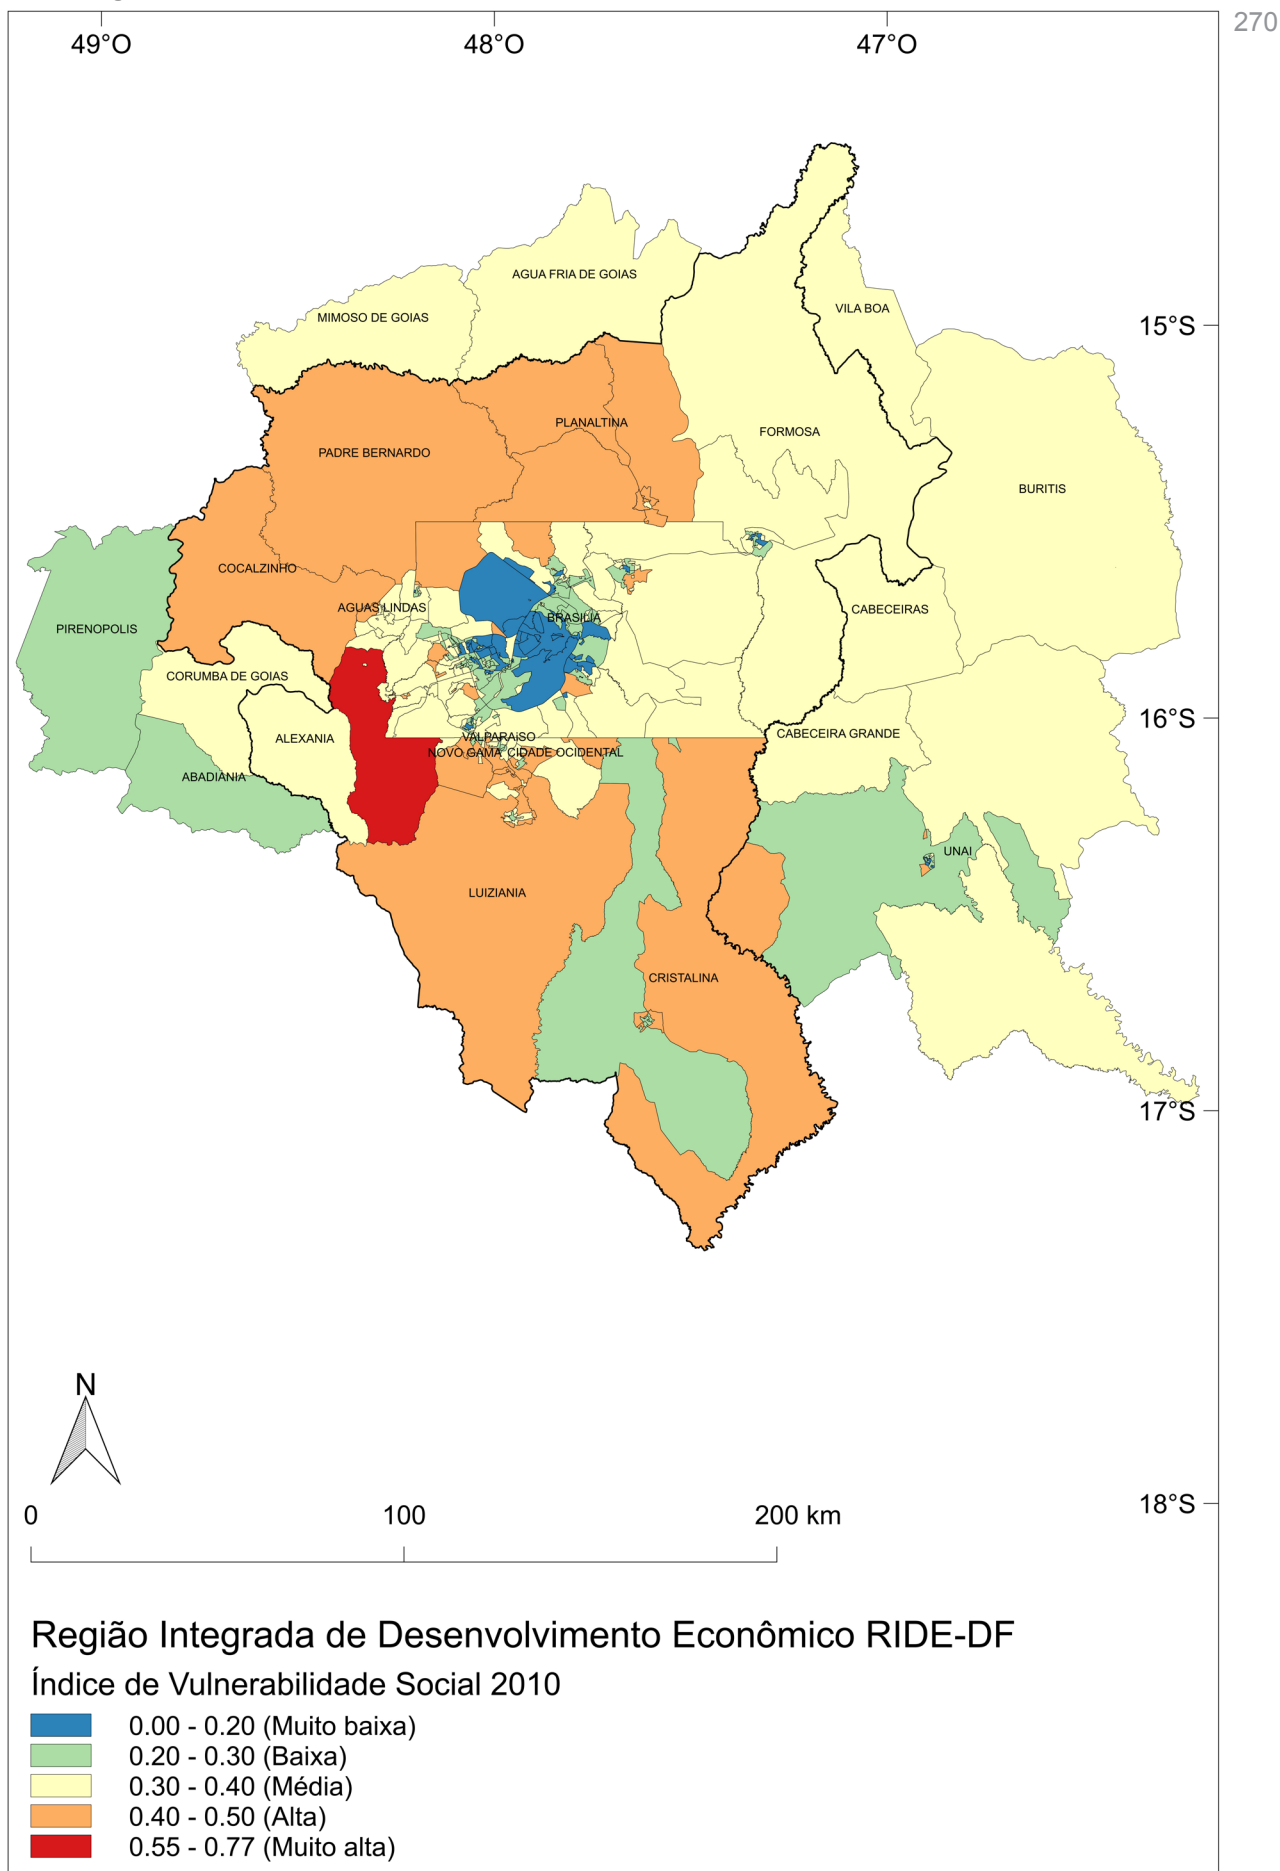 270
49°O
48°O
47°O
AGUA FRIA DE GOIAS
MIMOSO DE GOIAS
VILA BOA
15°S
PLANALTINA
FORMOSA
PADRE BERNARDO
BURITIS
COCALZINHO
AGUAS LINDAS
CABECEIRAS
BRASILIA
PIRENOPOLIS
CORUMBA DE GOIAS
16°S
CABECEIRA GRANDE
VALPARAiSO
ALEXANIA
NOVO GAMA
CIDADE OCIDENTAL
ABADIANIA
UNAI
LUIZIANIA
CRISTALINA
17°S
N
18°S
0
100
200 km
Região Integrada de Desenvolvimento Econômico RIDE-DF
Índice de Vulnerabilidade Social 2010
0.00 - 0.20 (Muito baixa)
0.20 - 0.30 (Baixa)
0.30 - 0.40 (Média)
0.40 - 0.50 (Alta)
0.55 - 0.77 (Muito alta)